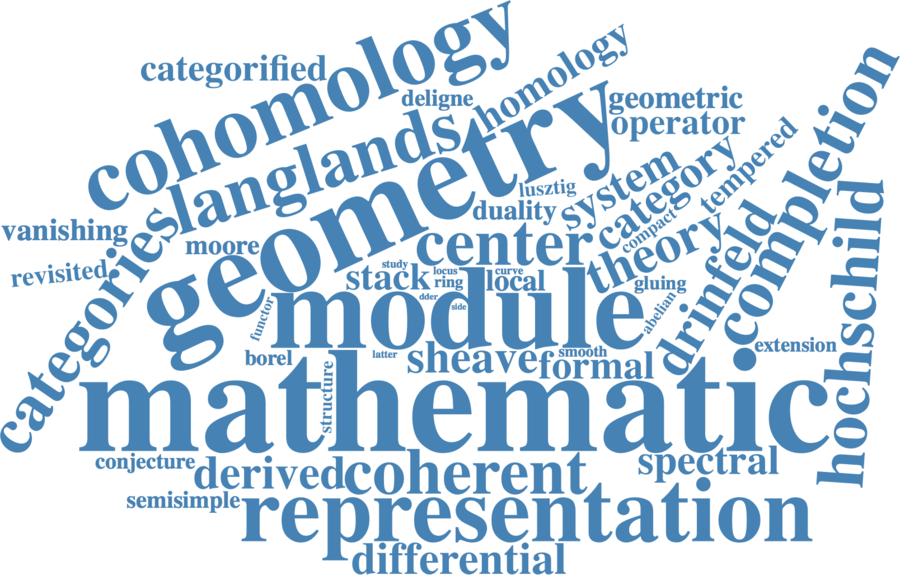 cohomology
categorified
homology
deligne
geometric
operator
langlands
geometry
completion
tempered
system
category
lusztig
duality
compact
categories
vanishing
moore
center
theory
drinfeld
hochschild
revisited
study
locus
curve
stack
ring
local
gluing
dder
side
functor
module
abelian
borel
latter
sheave
smooth
formal
extension
structure
mathematic
conjecture
derived
coherent
spectral
semisimple
representation
differential